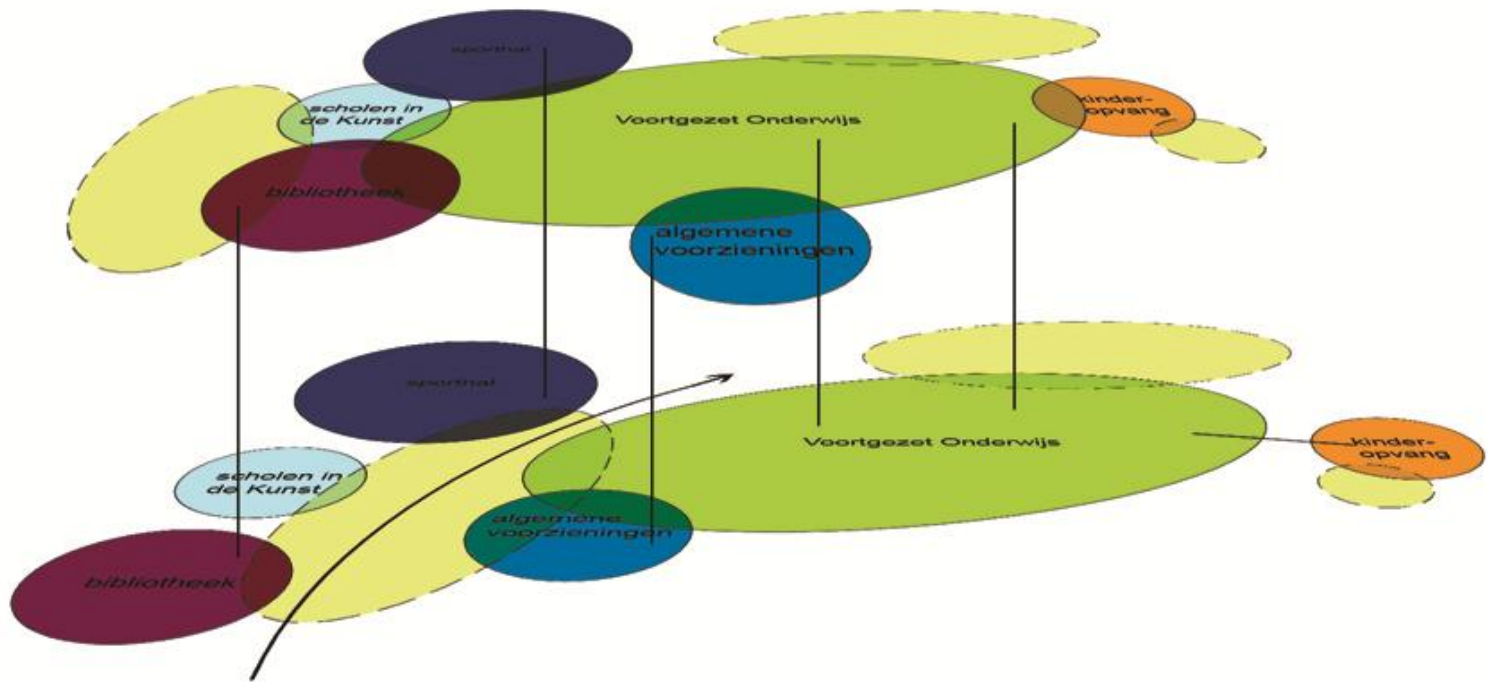 sporthal
scholen in
de Kunst
Voortgezet Onderwijs
kinder-
opvang
bibliotheek
algemene
voorzieningen
sporthal
Voortgezet Onderwijs
kinder-
opvang
scholen in
de Kunst
algemene
voorzieningen
bibliotheek